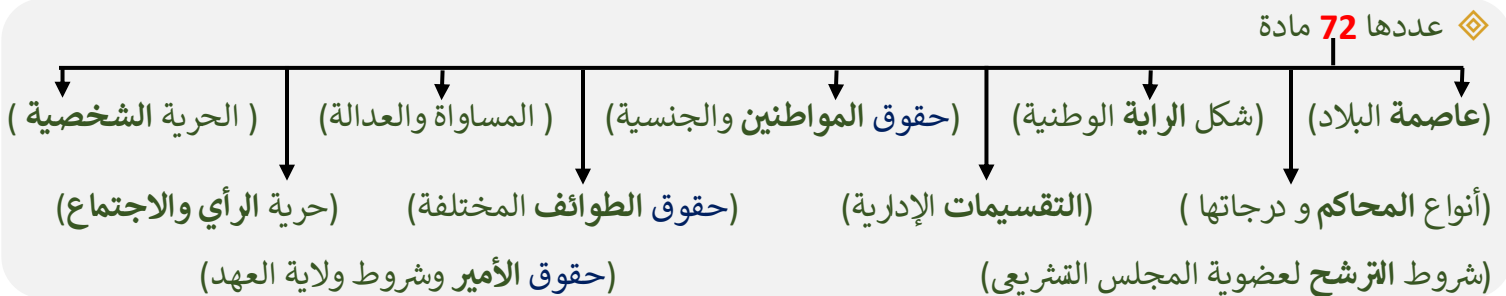 عددها 72 مادة
(عاصمة البلاد) (شكل الراية الوطنية) (حقوق المواطنين والجنسية) ( المساواة والعدالة) ( الحرية الشخصية )
(أنواع المحاكم و درجاتها ) (التقسيمات الإدارية) (حقوق الطوائف المختلفة) (حرية الرأي والاجتماع)
(شروط الترشح لعضوية المجلس التشريعى) (حقوق الأمير وشروط ولاية العهد)